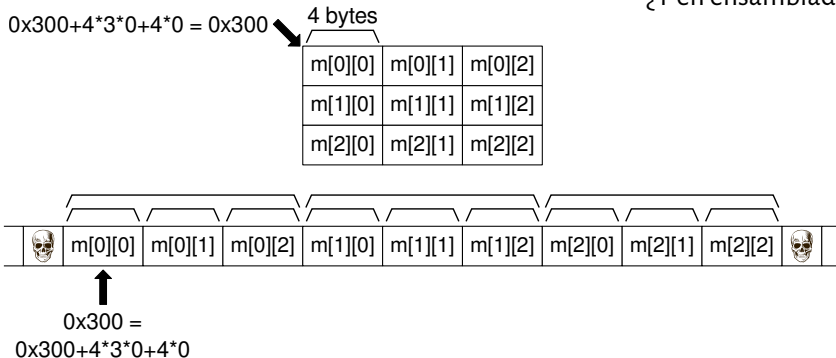 ¿Y en ensamblad
0x300+4*3*0+4*0 = 0x300
4 bytes
m[0][0] m[0][1] m[0][2]
m[1][0] m[1][1] m[1][2]
m[2][0] m[2][1] m[2][2]
m[0][0] m[0][1] m[0][2] m[1][0] m[1][1] m[1][2] m[2][0] m[2][1] m[2][2]
0x300 =
0x300+4*3*0+4*0